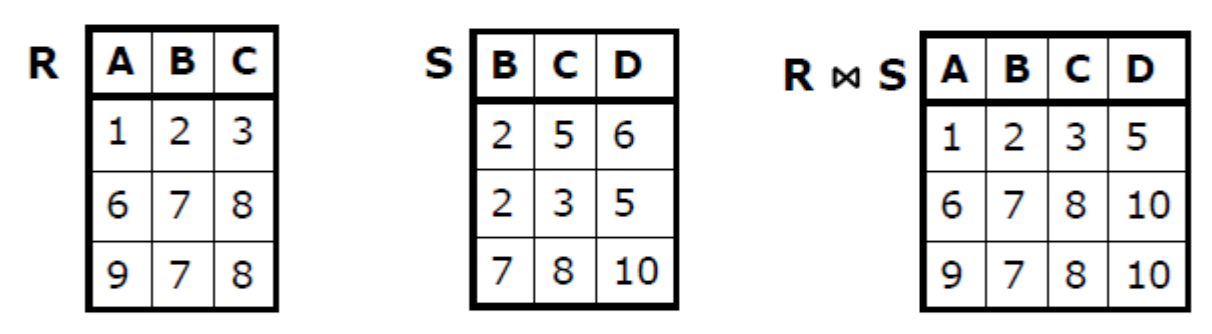 R
A B C
1 2 3
6 7 8
9 7 8
S
B C D
2 5 6
2 3 5
7 8 10
R ⋈ S
A B C D
1 2 3 5
6 7 8 10
9 7 8 10